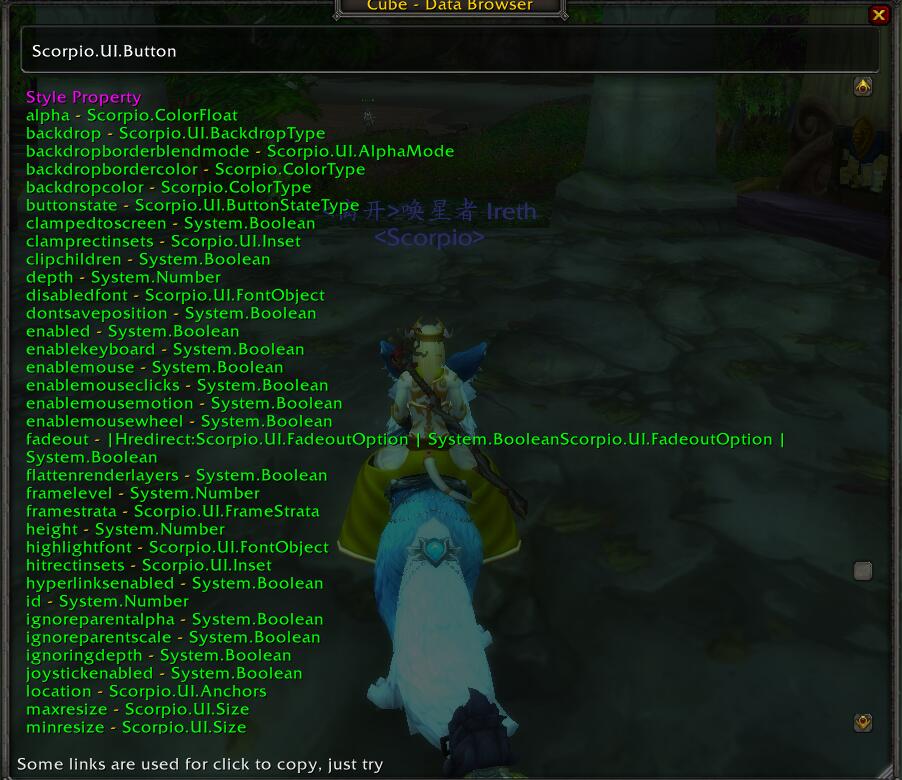 Cube - Data Browser
Scorpio.UI.Button
Style Property
alpha - Scorpio.ColorFloat
backdrop - Scorpio.UI.BackdropType
backdropborderblendmode - Scorpio.UI.AlphaMode
backdropbordercolor - Scorpio.ColorType
backdropcolor - Scorpio.ColorType
buttonstate - Scorpio.UI.ButtonStateType
开>唤星者 Ireth
clampedtoscreen - System.Boolean
<Scorpio>
clamprectinsets - Scorpio.UI.Inset
clipchildren - System.Boolean
depth - System.Number
disabledfont - Scorpio.UI.FontObject
dontsaveposition - System.Boolean
enabled - System.Boolean
enablekeyboard - System.Boolean
enablemouse - System.Boolean
enablemouseclicks - System.Boolean
enablemousemotion - System.Boolean
enablemousewheel - System.Boolean
fadeout - |Hredirect:Scorpio.UI.FadeoutOption | System.BooleanScorpio.UI.FadeoutOption |
System.Boolean
flattenrenderlayers - System.Boolean
framelevel - System.Number
framestrata - Scorpio.UI.FrameStrata
height - System.Number
highlightfont - Scorpio.UI.FontObject
hitrectinsets - Scorpio.UI.Inset
hyperlinksenabled - System.Boolean
id - System.Number
ignoreparentalpha - System.Boolean
ignoreparentscale - System.Boolean
ignoringdepth - System.Boolean
joystickenabled - System.Boolean
location - Scorpio.UI.Anchors
maxresize - Scorpio.UI.Size
minresize - Scorpio.UI.Size
Some links are used for click to copy, just try